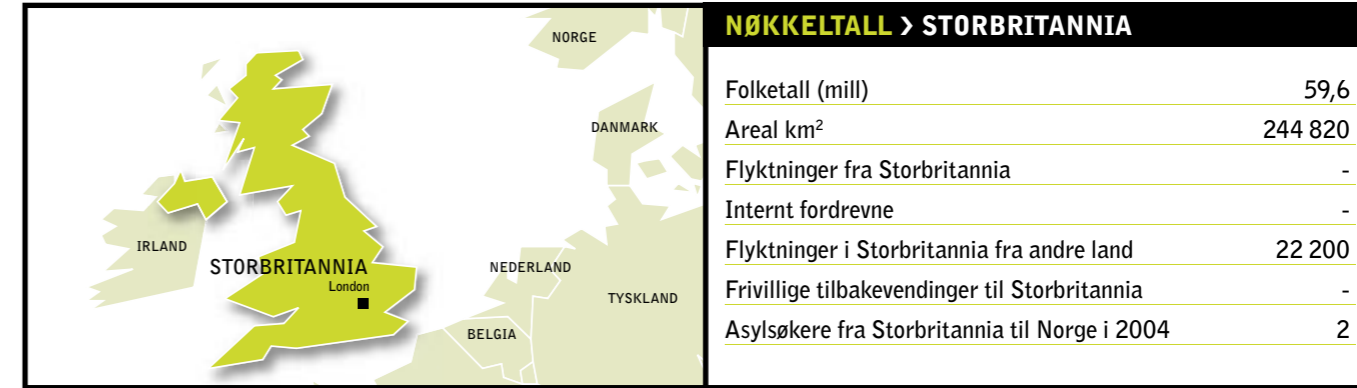 NORGE
DANMARK
IRLAND
STORBRITANNIA
London
NEDERLAND
TYSKLAND
BELGIA
NØKKELTALL > STORBRITANNIA
Folketall (mill) 59,6
Areal km² 244 820
Flyktninger fra Storbritannia -
Internt fordrevne -
Flyktninger i Storbritannia fra andre land 22 200
Frivillige tilbakevendinger til Storbritannia -
Asylsøkere fra Storbritannia til Norge i 2004 2